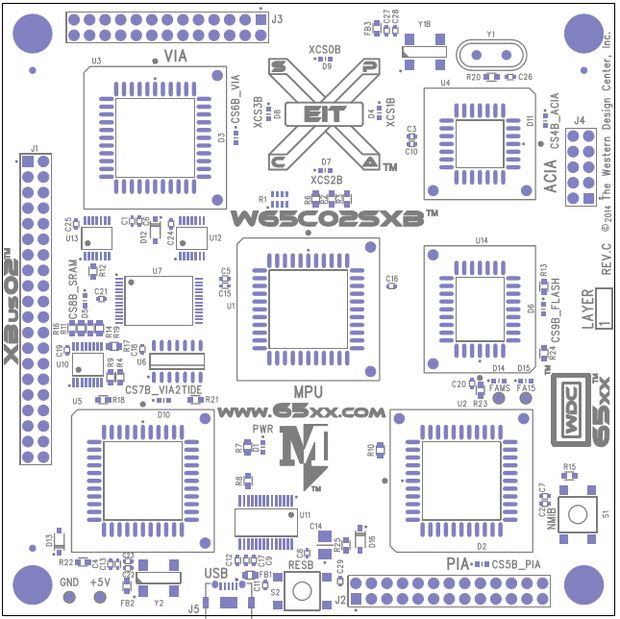 J3
FB3
C27
C28
Y1B
Y1
VIA
U3
XCS0B
D9
R20
C26
S
P
EIT
C
A
TM
XCS3B
D8
D4
XCS1B
CS6B_VIA
D3
U4
D11
CS4B_ACIA
J4
ACIA
C3
C10
D7
XCS2B
R1
R6
R2
R3
W65C02SXB™
© 2014 The Western Design Center, Inc.
REV.C
J1
C25
U13
C1
C6
D12
C24
U12
XBus02™
R12
CS8B_SRAM
D5
C21
U7
C5
C15
U1
C16
MPU
U14
D6
R13
CS9B_FLASH
R24
LAYER
1
R16
R11
R14
R19
R17
C19
U10
R9
R4
C18
U6
CS7B_VIA2TIDE
D10
R18
R21
U5
C20
R23
D14
D15
FAMS
FA15
U2
www.65xx.com
WDC
65xx
TM
PWR
R7
D1
R8
TM
R10
R15
C2
C7
NMIB
S1
D2
U11
C14
R25
D16
D13
R22
C4
C13
C11
C23
C22
GND
+5V
FB2
Y2
C12
C17
C9
C8
USB
FB1
C11
J5
RESB
S2
C29
J2
PIA
CS5B_PIA